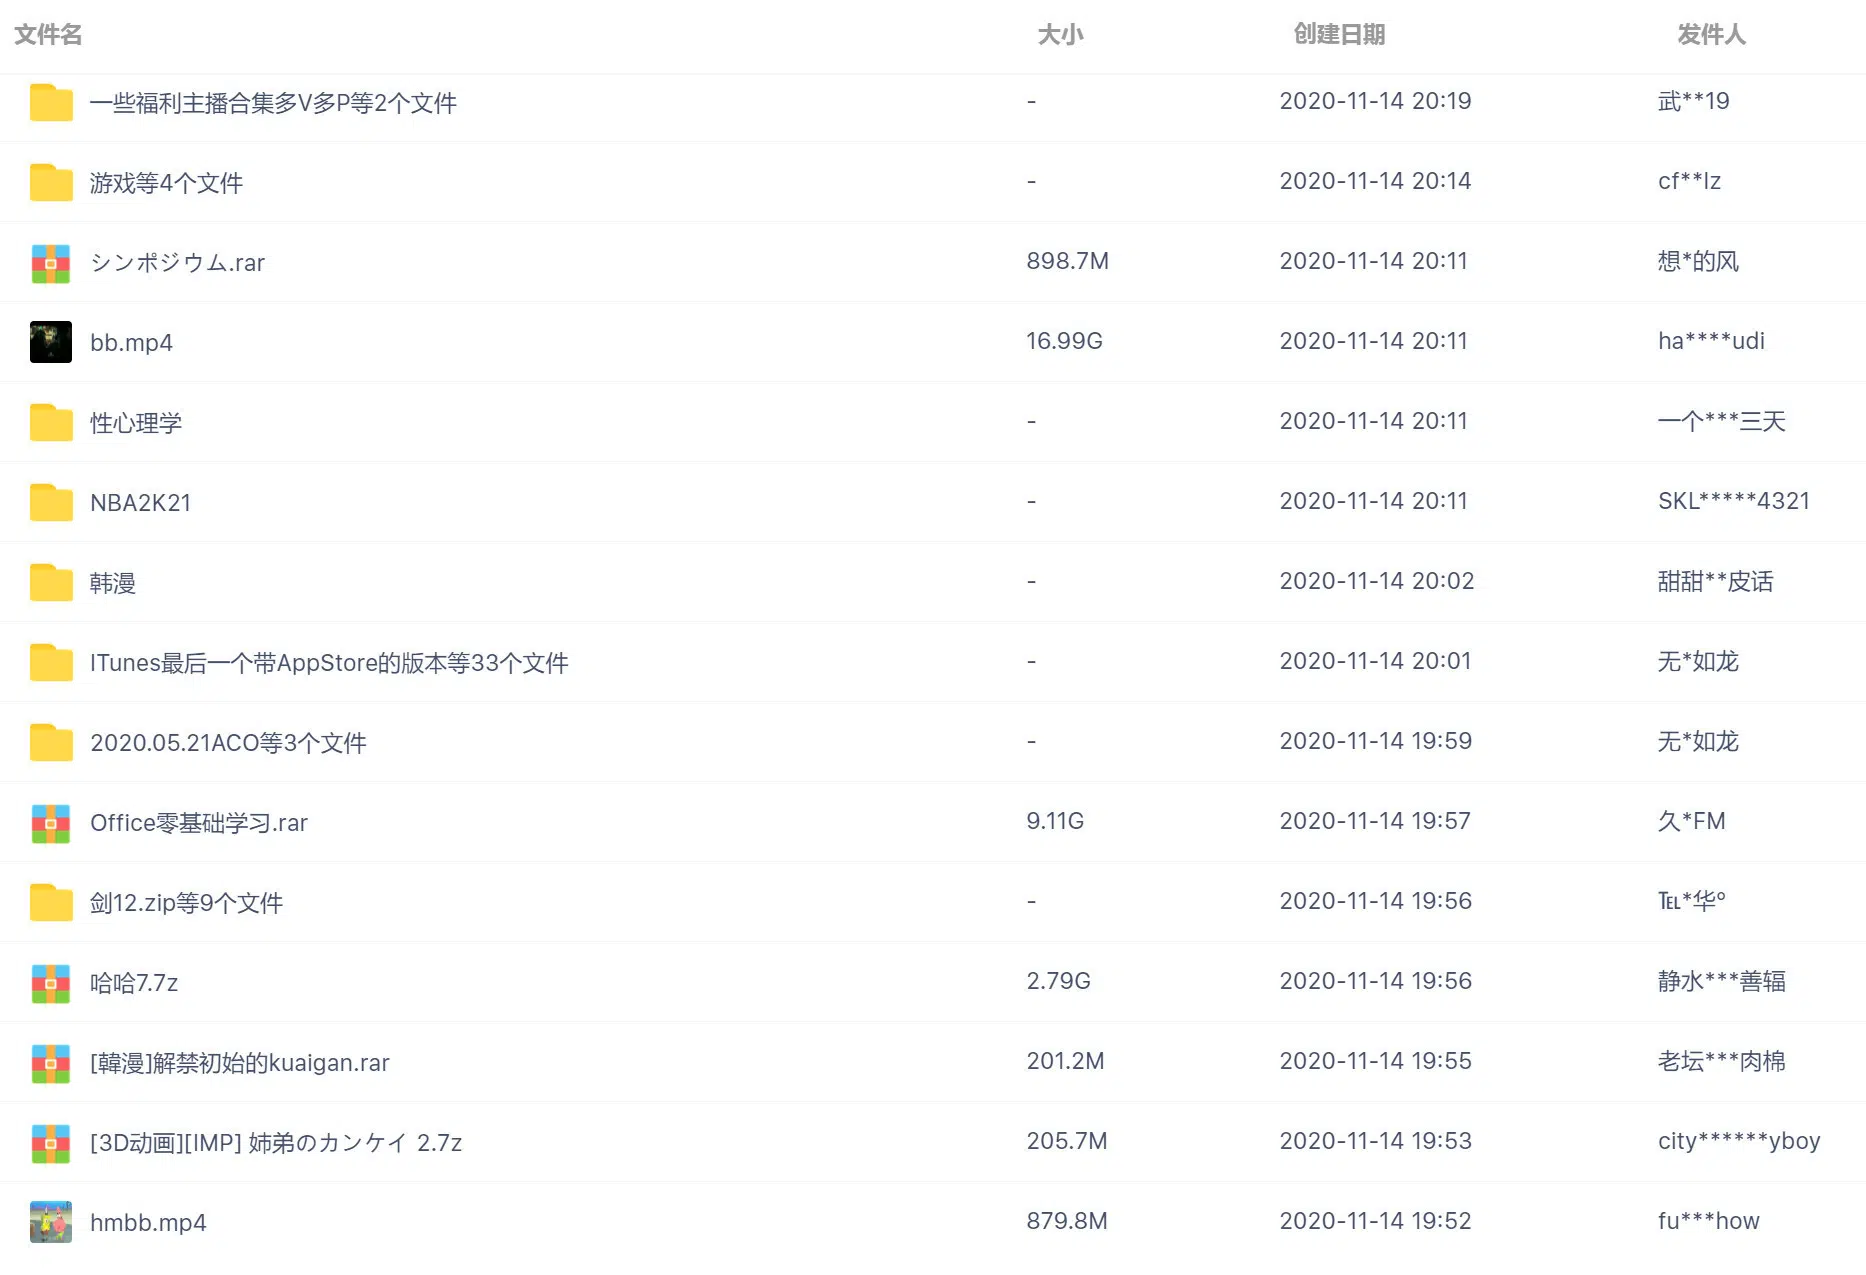 文件名 大小 创建日期 发件人
一些福利主播合集多V多P等2个文件 - 2020-11-14 20:19 武**19
游戏等4个文件 - 2020-11-14 20:14 cf**lz
シンポジウム.rar 898.7M 2020-11-14 20:11 想*的风
bb.mp4 16.99G 2020-11-14 20:11 ha****udi
性心理学 - 2020-11-14 20:11 一个***三天
NBA2K21 - 2020-11-14 20:11 SKL*****4321
韩漫 - 2020-11-14 20:02 甜甜**皮话
ITunes最后一个带AppStore的版本等33个文件 - 2020-11-14 20:01 无*如龙
2020.05.21ACO等3个文件 - 2020-11-14 19:59 无*如龙
Office零基础学习.rar 9.11G 2020-11-14 19:57 久*FM
剑12.zip等9个文件 - 2020-11-14 19:56 ℡*华°
哈哈7.7z 2.79G 2020-11-14 19:56 静水***善辐
[韓漫]解禁初始的kuaigan.rar 201.2M 2020-11-14 19:55 老坛***肉棉
[3D动画][IMP] 姉弟のカンケイ 2.7z 205.7M 2020-11-14 19:53 city******yboy
hmbb.mp4 879.8M 2020-11-14 19:52 fu***how